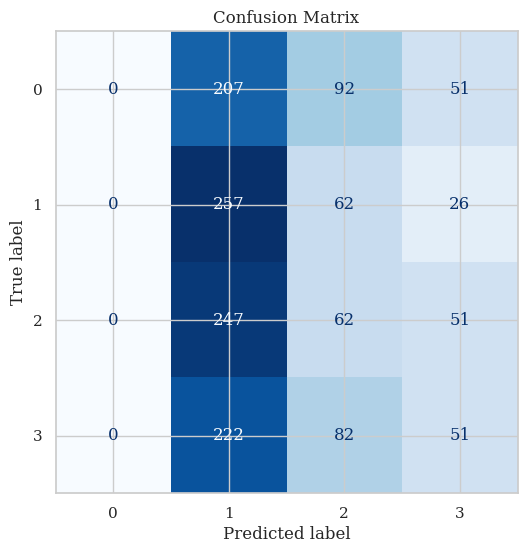 Confusion Matrix
0 0 207 92 51
1 0 257 62 26
2 0 247 62 51
3 0 222 82 51
0 1 2 3
Predicted label
True label